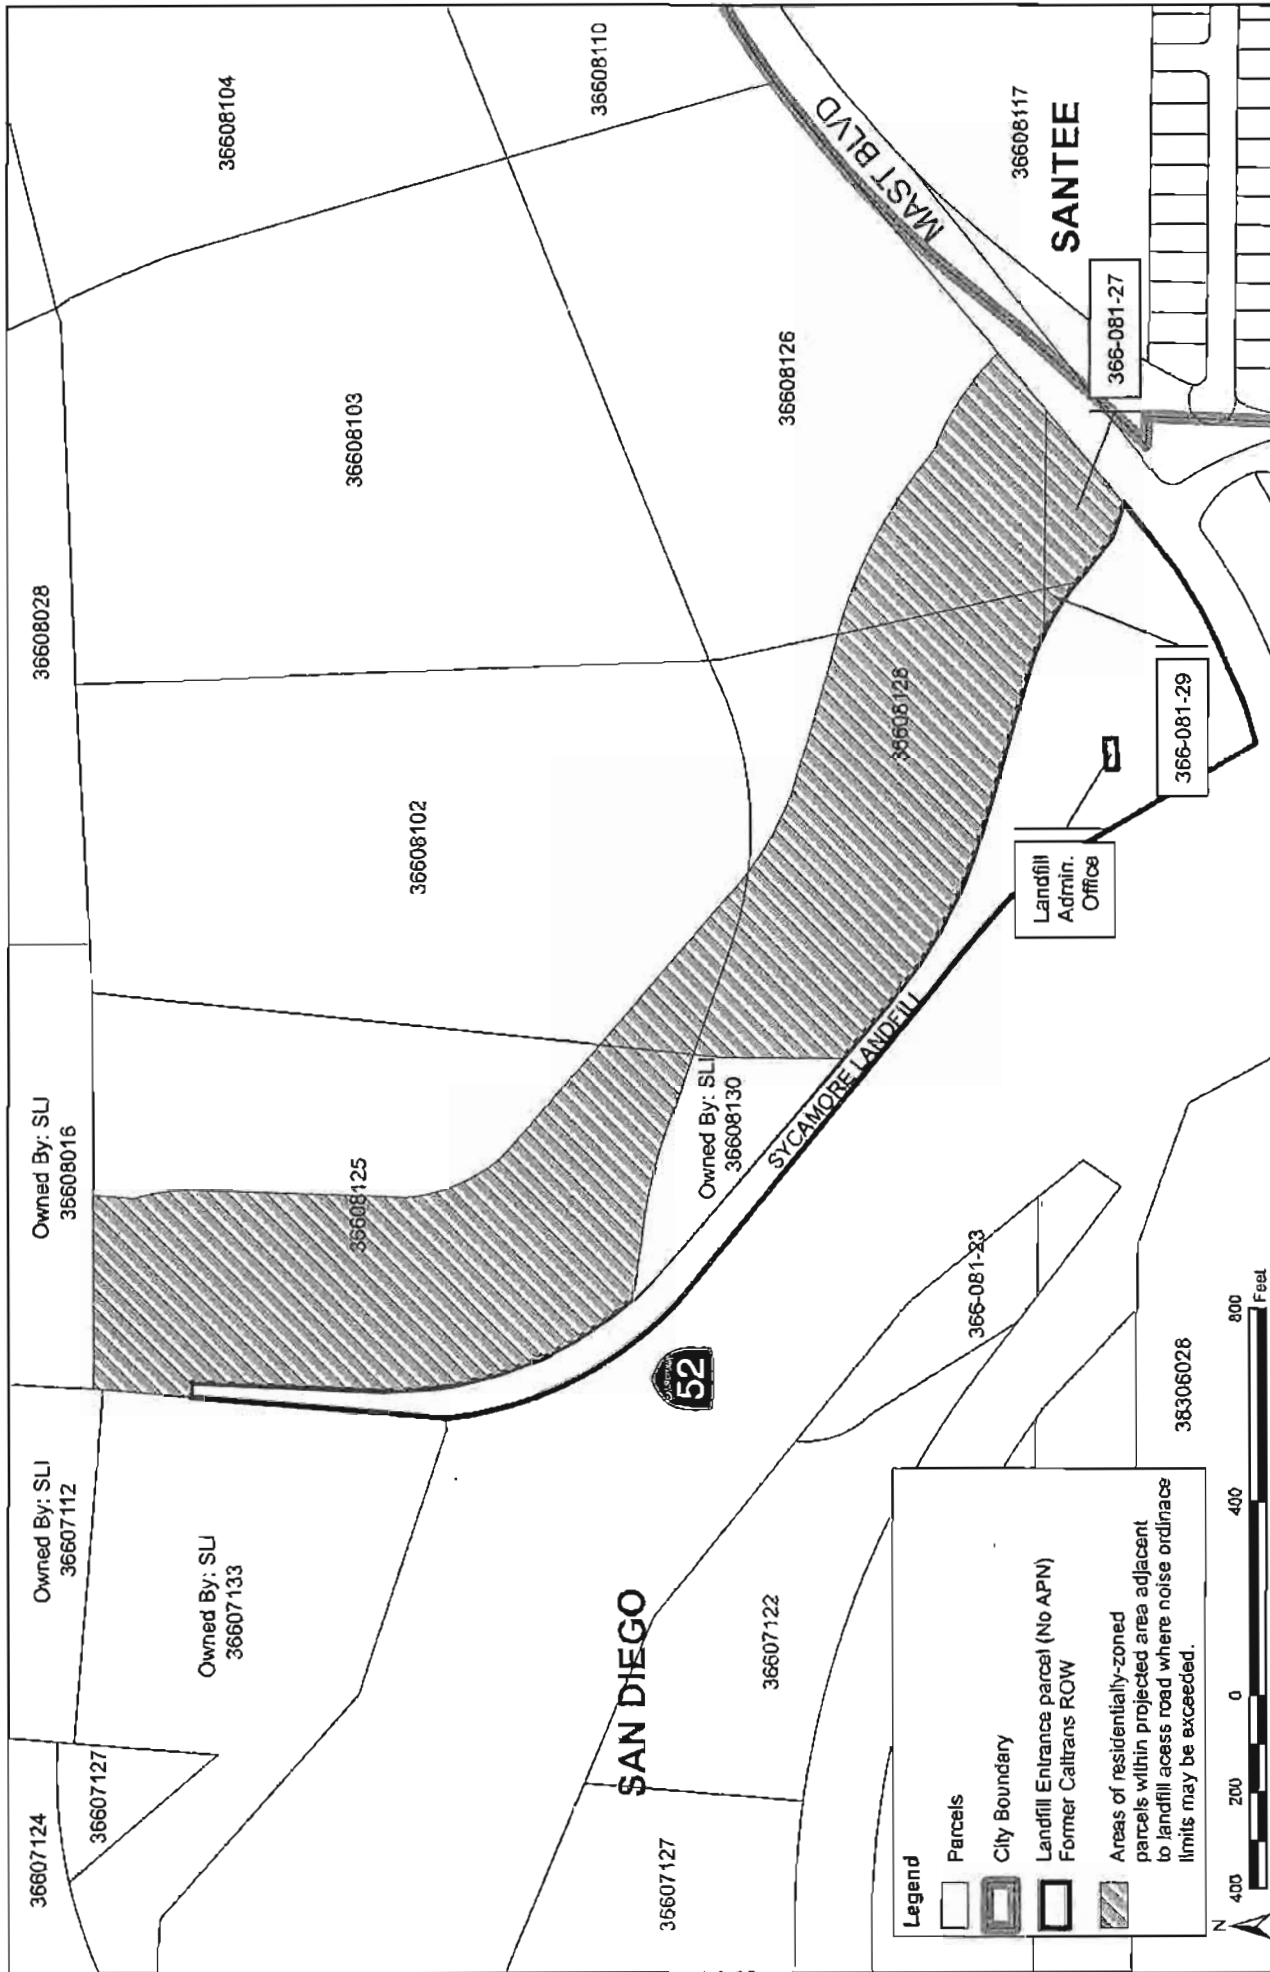 36607124
36607127
Owned By: SLI
36607112
Owned By: SLI
36607133
Owned By: SLI
36608016
36608028
36608104
36608110
36608103
36608102
36608125
36608126
36608128
MAST BLVD
36608117
SANTEE
366-081-27
366-081-29
Landfill
Admin.
Office
Owned By: SLI
36608130
SYCAMORE LANDFILL
52
366-081-23
38306028
SAN DIEGO
36607122
36607127
Legend
Parcels
City Boundary
Landfill Entrance parcel (No APN)
Former Caltrans ROW
Areas of residentially-zoned
parcels within projected area adjacent
to landfill acess road where noise ordinace
limits may be exceeded.
N
400 200 0 400 800
Feet